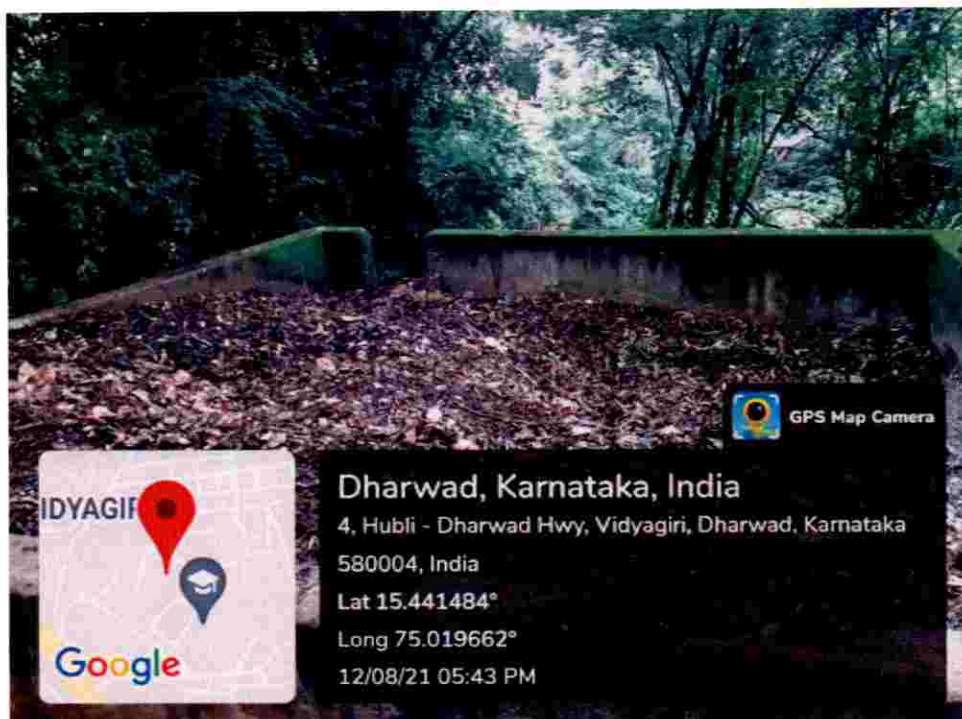 GPS Map Camera
IDYAGIF
Google
Dharwad, Karnataka, India
4, Hubli - Dharwad Hwy, Vidyagiri, Dharwad, Karnataka
580004, India
Lat 15.441484°
Long 75.019662°
12/08/21 05:43 PM